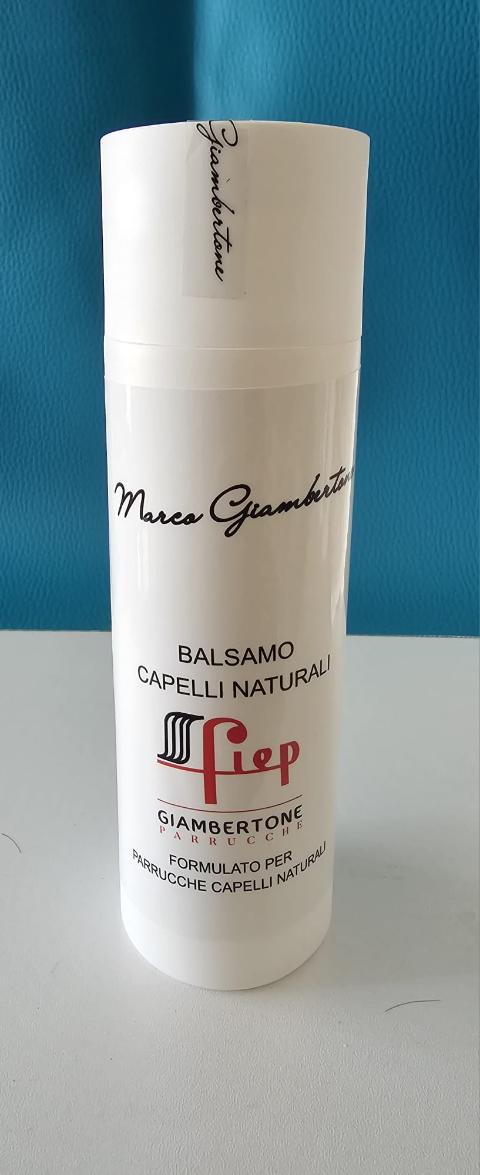 Giambertone
Marco Giambertone
BALSAMO
CAPELLI NATURALI
fiep
GIAMBERTONE
PARRUCCHE
FORMULATO PER
PARRUCCHE CAPELLI NATURALI